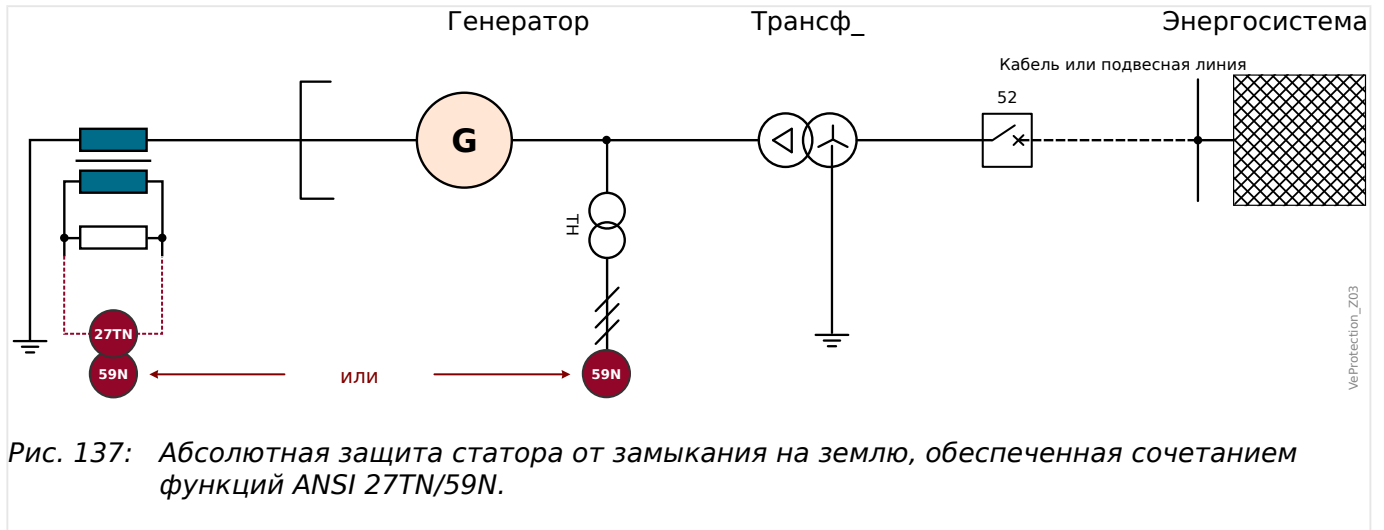 Генератор
Трансф_
Энергосистема
Кабель или подвесная линия
52
G
ТН
27TN
59N
или
59N
VeProtection_Z03
Рис. 137: Абсолютная защита статора от замыкания на землю, обеспеченная сочетанием
функций ANSI 27TN/59N.